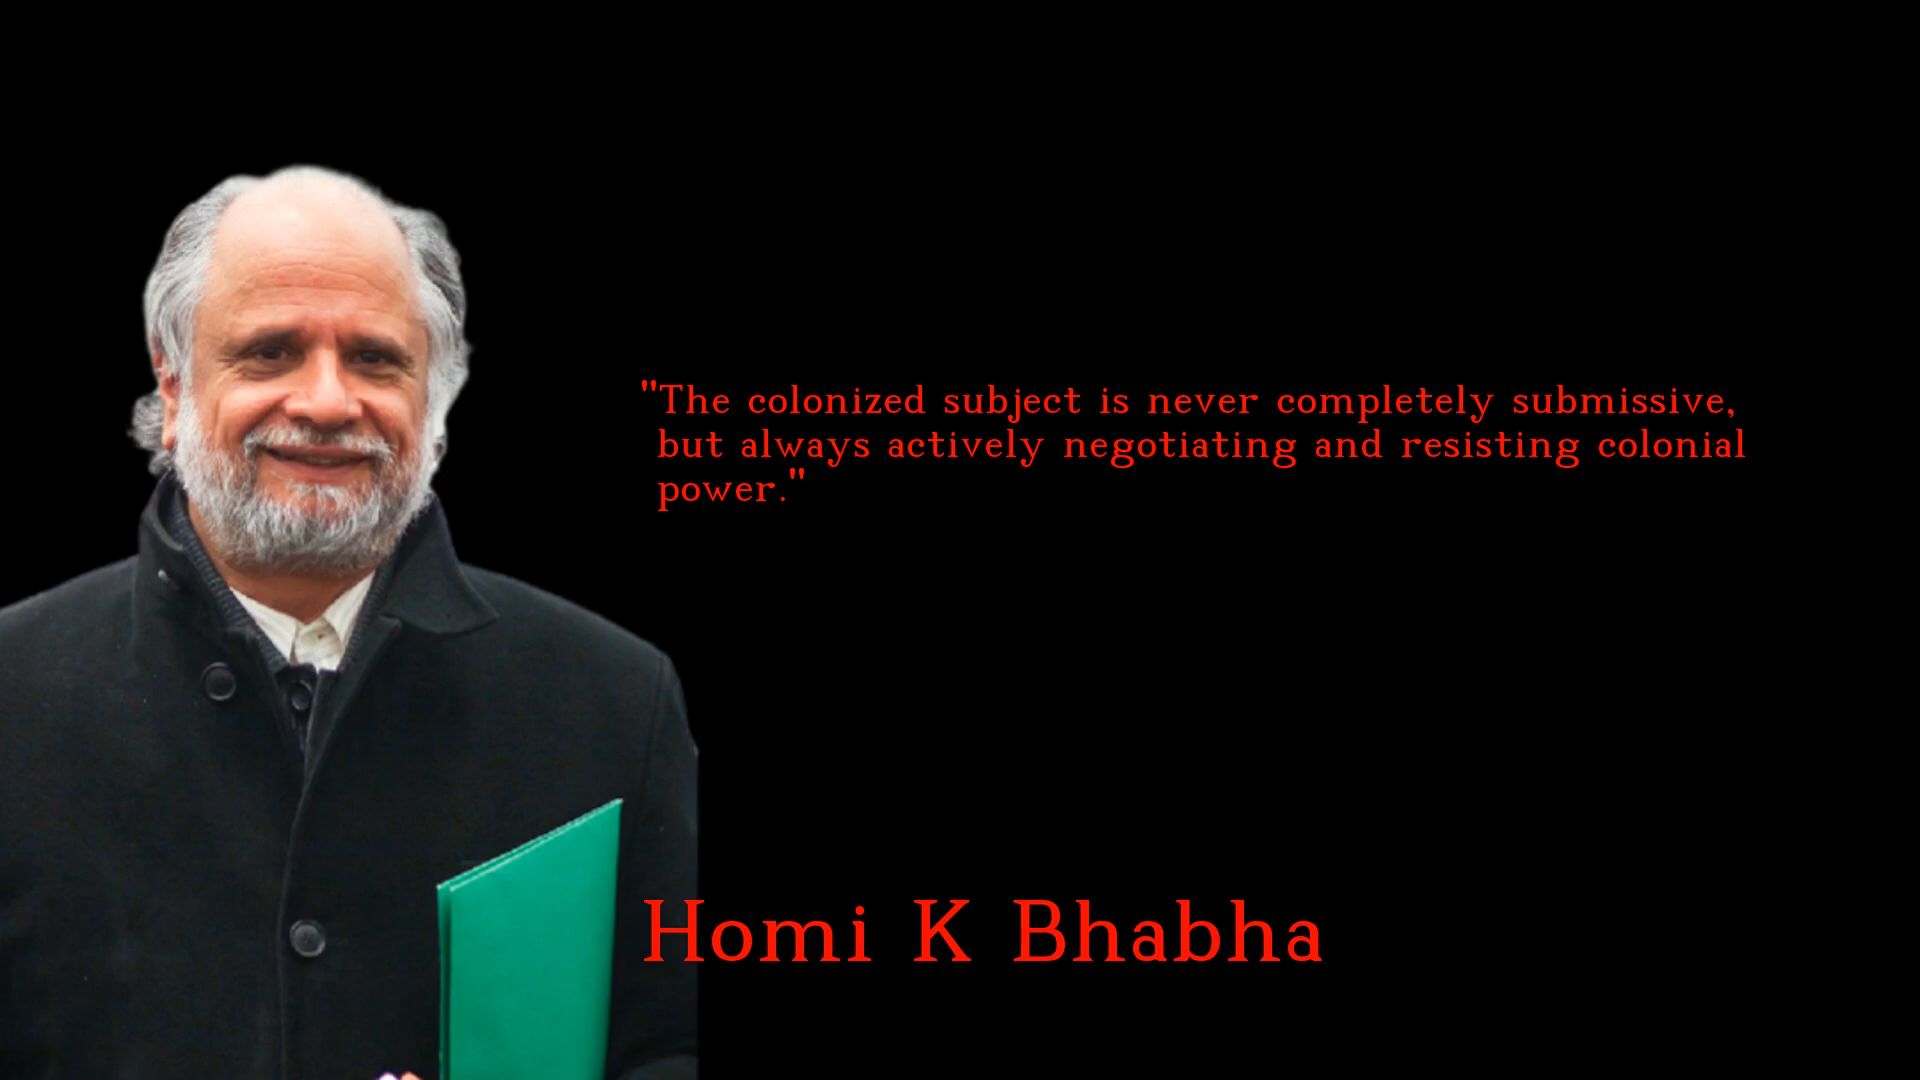 "The colonized subject is never completely submissive,
but always actively negotiating and resisting colonial
power."
Homi K Bhabha